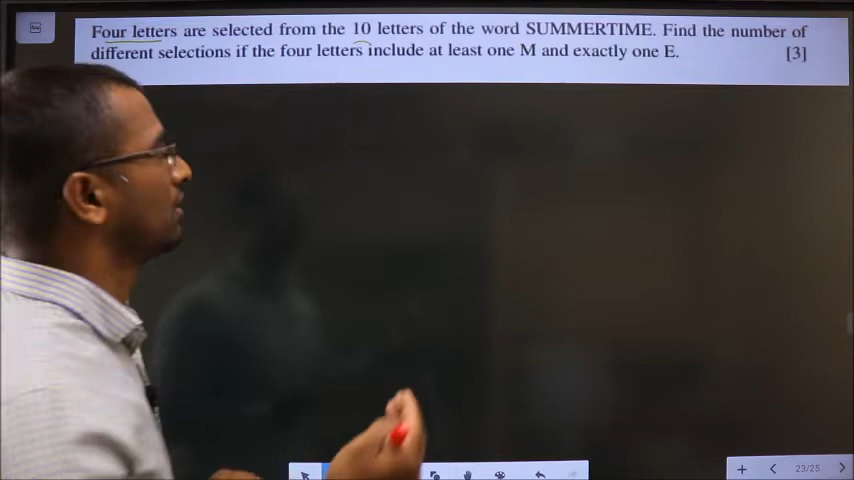 Four letters are selected from the 10 letters of the word SUMMERTIME. Find the number of
different selections if the four letters include at least one M and exactly one E. [3]
23/25